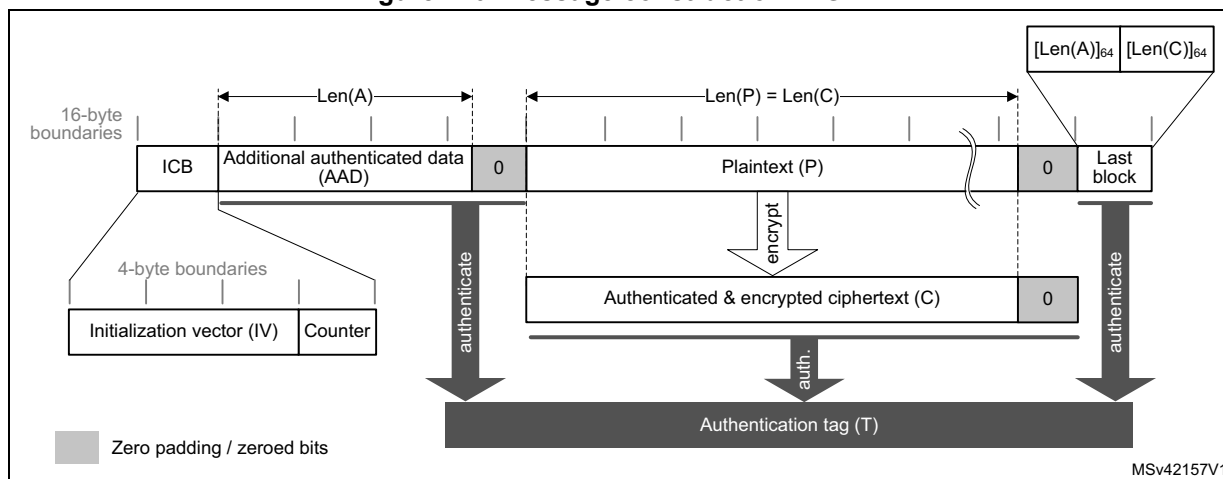 [Len(A)]64 [Len(C)]64
Len(A)
Len(P) = Len(C)
16-byte
boundaries
ICB
Additional authenticated data
(AAD)
0
Plaintext (P)
0
Last
block
encrypt
4-byte boundaries
Initialization vector (IV)
Counter
authenticate
Authenticated & encrypted ciphertext (C)
0
auth.
authenticate
Authentication tag (T)
Zero padding / zeroed bits
MSv42157V1